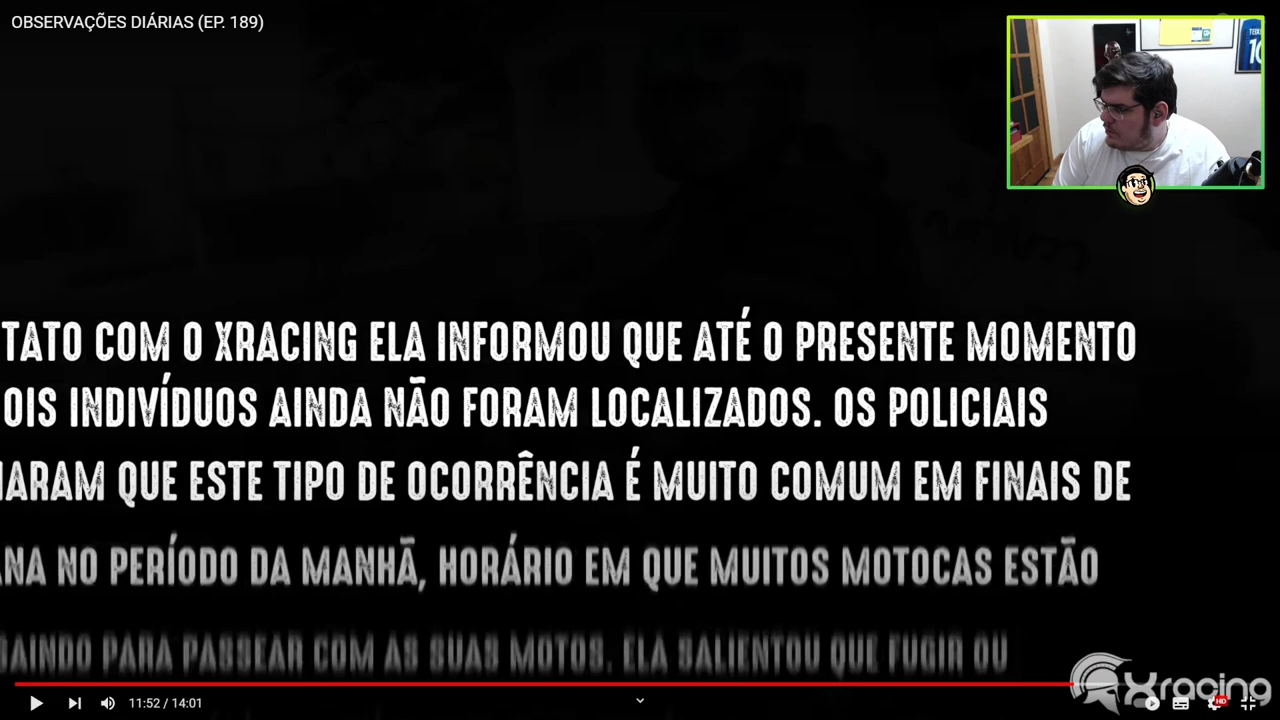 OBSERVAÇÕES DIÁRIAS (EP. 189)
TATO COM O XRACING ELA INFORMOU QUE ATÉ O PRESENTE MOMENTO
OIS INDIVÍDUOS AINDA NÃO FORAM LOCALIZADOS. OS POLICIAIS
MARAM QUE ESTE TIPO DE OCORRÊNCIA É MUITO COMUM EM FINAIS DE
ANA NO PERÍODO DA MANHÃ, HORÁRIO EM QUE MUITOS MOTOCAS ESTÃO
SAINDO PARA PASSEAR COM AS SUAS MOTOS. ELA SALIENTOU QUE FUGIR OU
Xracing
11:52 / 14:01
HD